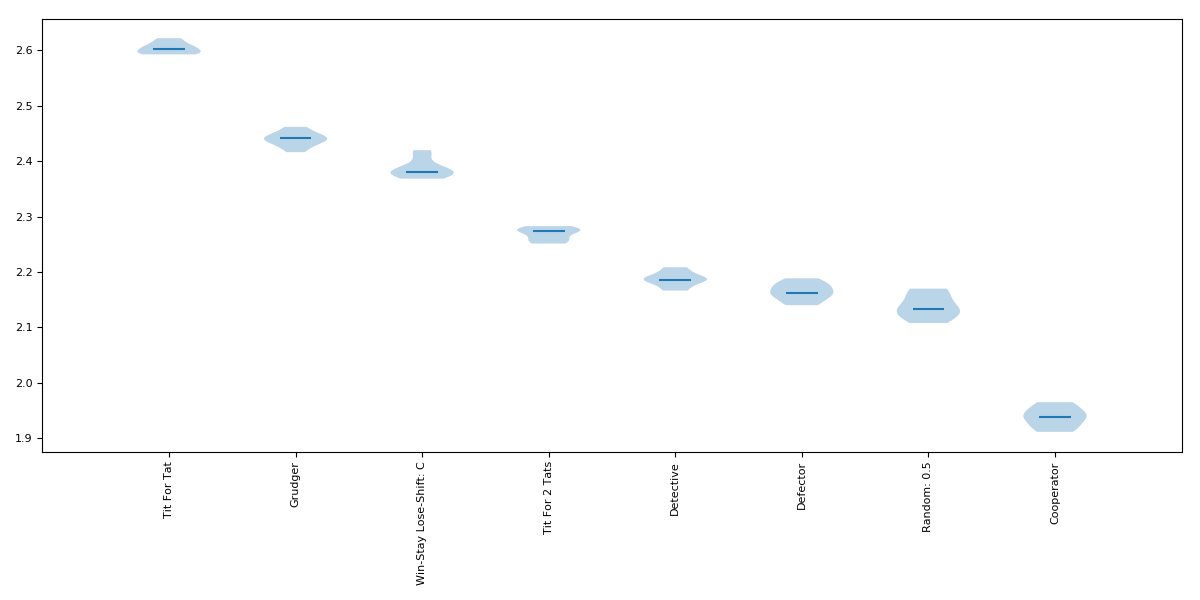 2.6
2.5
2.4
2.3
2.2
2.1
2.0
1.9
Tit For Tat
Grudger
Win-Stay Lose-Shift: C
Tit For 2 Tats
Detective
Defector
Random: 0.5
Cooperator